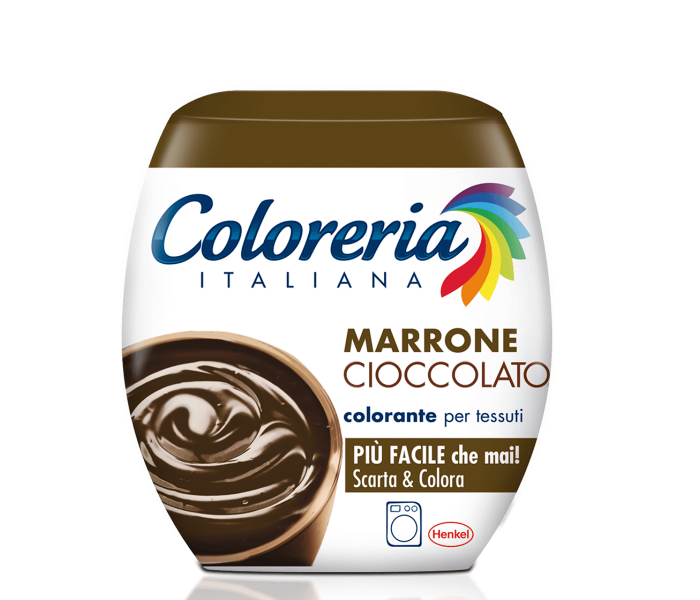 Coloreria
ITALIANA
MARRONE
CIOCCOLATO
colorante per tessuti
PIÙ FACILE che mai!
Scarta & Colora
Henkel